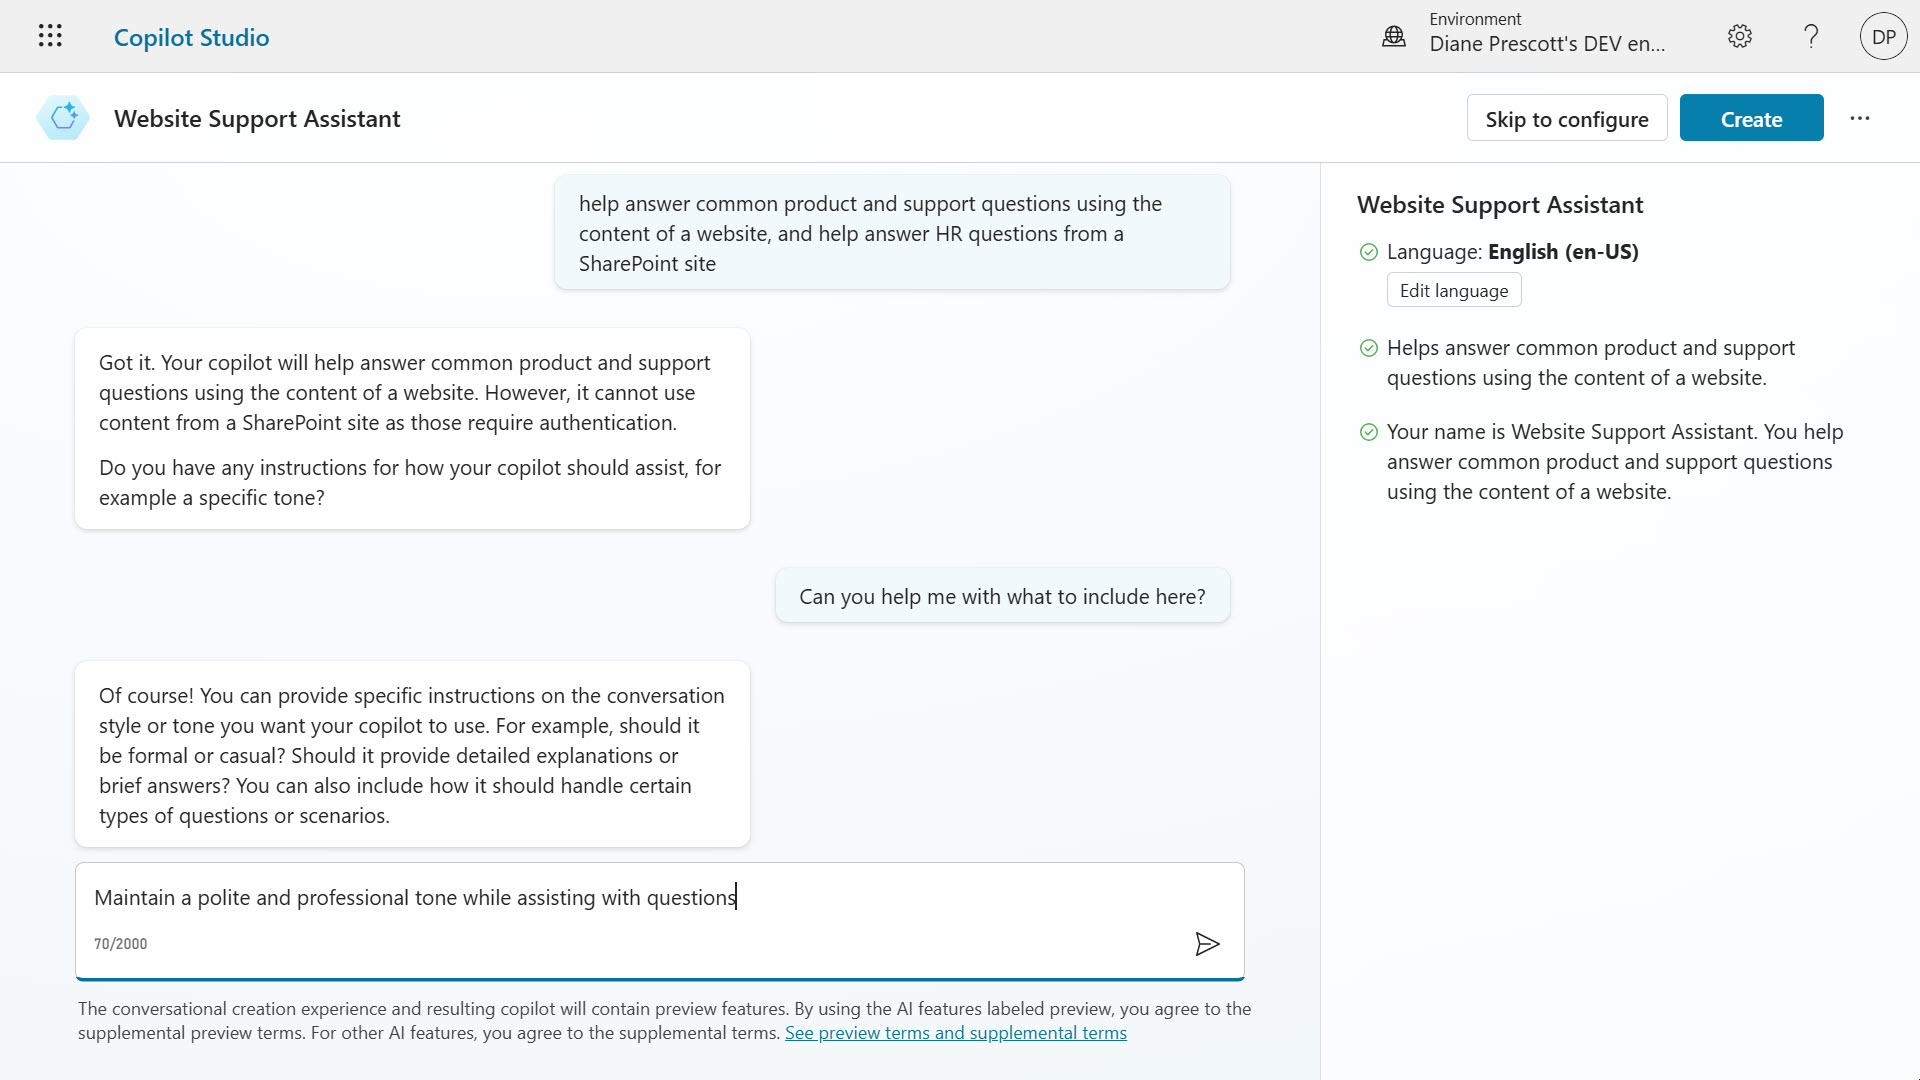 Copilot Studio
Environment
Diane Prescott's DEV en...
DP
Website Support Assistant
Skip to configure
Create
help answer common product and support questions using the
content of a website, and help answer HR questions from a
SharePoint site
Got it. Your copilot will help answer common product and support
questions using the content of a website. However, it cannot use
content from a SharePoint site as those require authentication.
Do you have any instructions for how your copilot should assist, for
example a specific tone?
Can you help me with what to include here?
Of course! You can provide specific instructions on the conversation
style or tone you want your copilot to use. For example, should it
be formal or casual? Should it provide detailed explanations or
brief answers? You can also include how it should handle certain
types of questions or scenarios.
Maintain a polite and professional tone while assisting with questions
70/2000
The conversational creation experience and resulting copilot will contain preview features. By using the AI features labeled preview, you agree to the
supplemental preview terms. For other AI features, you agree to the supplemental terms. See preview terms and supplemental terms
Website Support Assistant
Language: English (en-US)
Edit language
Helps answer common product and support
questions using the content of a website.
Your name is Website Support Assistant. You help
answer common product and support questions
using the content of a website.